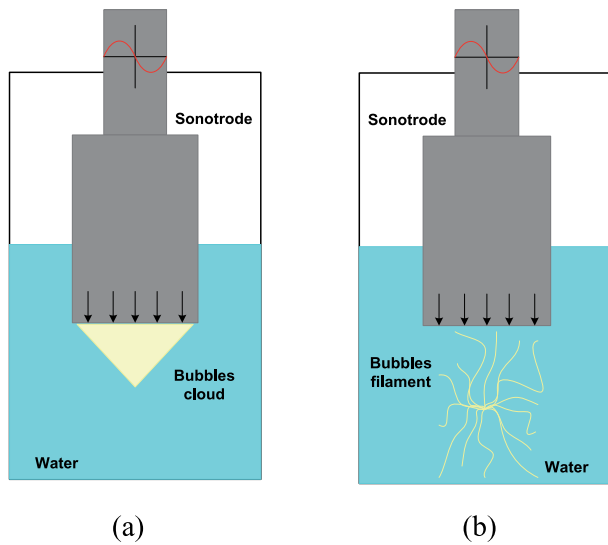 Sonotrode
Bubbles
cloud
Water
(a)
Sonotrode
Bubbles
filament
Water
(b)